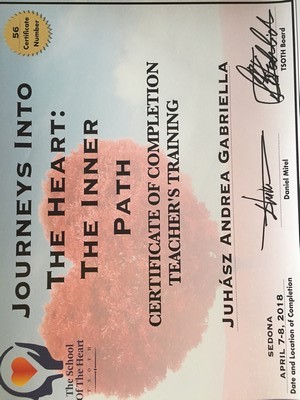 56
Certificate
Number
JOURNEYS INTO
THE HEART:
THE INNER
PATH
CERTIFICATE OF COMPLETION
TEACHER'S TRAINING
JUHÁSZ ANDREA GABRIELLA
The School
Of The Heart
TSOTH
SEDONA
APRIL 7-8, 2018
Date and Location of Completion
Daniel Mitel
TSOTH Board